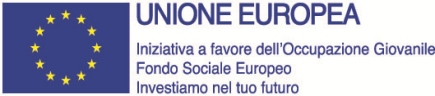 UNIONE EUROPEA
Iniziativa a favore dell'Occupazione Giovanile
Fondo Sociale Europeo
Investiamo nel tuo futuro